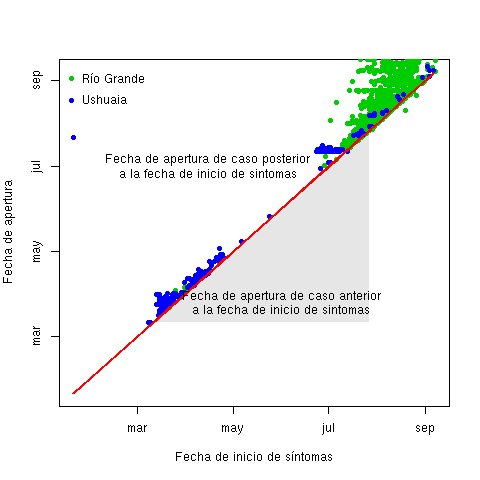 Río Grande
Ushuaia
Fecha de apertura de caso posterior
a la fecha de inicio de sintomas
Fecha de apertura de caso anterior
a la fecha de inicio de sintomas
Fecha de apertura
sep
jul
may
mar
mar
may
jul
sep
Fecha de inicio de síntomas